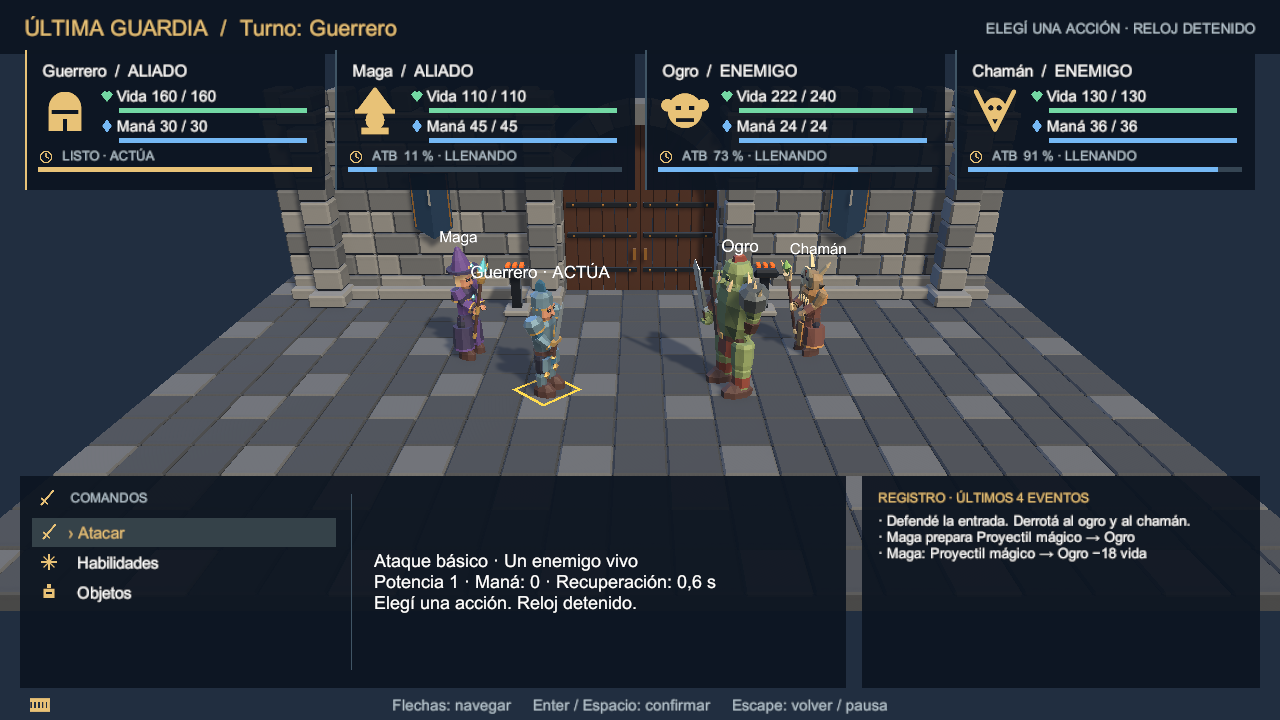 ÚLTIMA GUARDIA / Turno: Guerrero
ELEGÍ UNA ACCIÓN · RELOJ DETENIDO
Guerrero / ALIADO
Vida 160 / 160
Maná 30 / 30
LISTO · ACTÚA
Maga / ALIADO
Vida 110 / 110
Maná 45 / 45
ATB 11 % · LLENANDO
Ogro / ENEMIGO
Vida 222 / 240
Maná 24 / 24
ATB 73 % · LLENANDO
Chamán / ENEMIGO
Vida 130 / 130
Maná 36 / 36
ATB 91 % · LLENANDO
Maga
Guerrero · ACTÚA
Ogro
Chamán
COMANDOS
› Atacar
Habilidades
Objetos
Ataque básico · Un enemigo vivo
Potencia 1 · Maná: 0 · Recuperación: 0,6 s
Elegí una acción. Reloj detenido.
REGISTRO · ÚLTIMOS 4 EVENTOS
· Defendé la entrada. Derrotá al ogro y al chamán.
· Maga prepara Proyectil mágico → Ogro
· Maga: Proyectil mágico → Ogro −18 vida
Flechas: navegar Enter / Espacio: confirmar Escape: volver / pausa